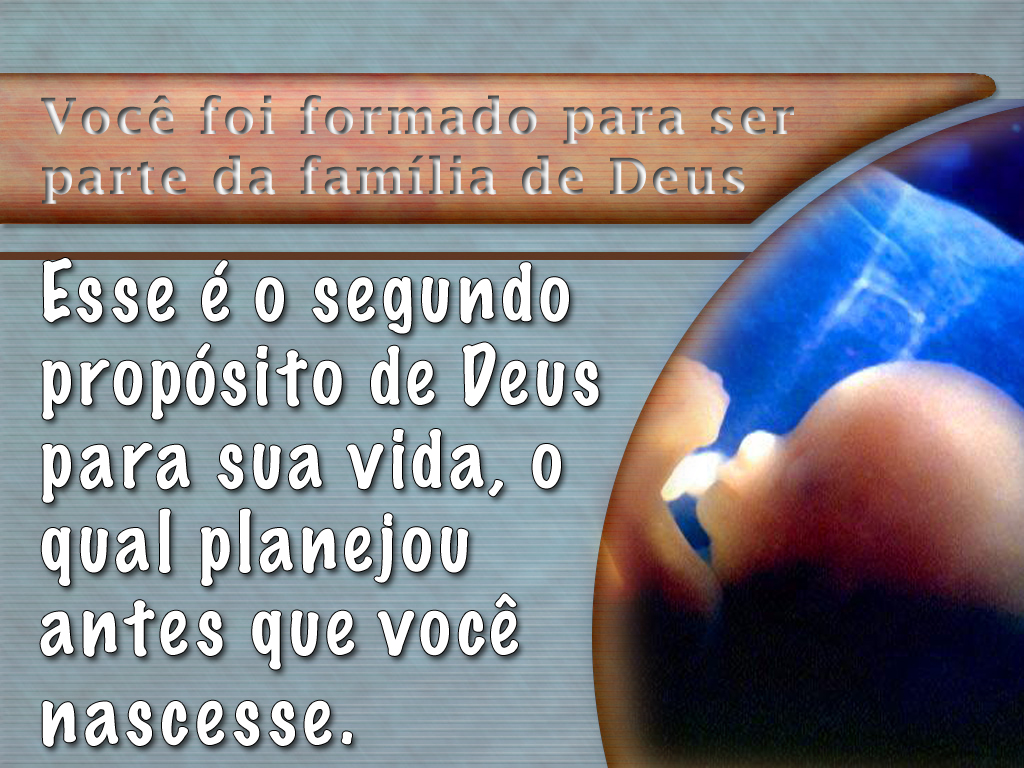 Você foi formado para ser
parte da família de Deus
Esse é o segundo
propósito de Deus
para sua vida, o
qual planejou
antes que você
nascesse.